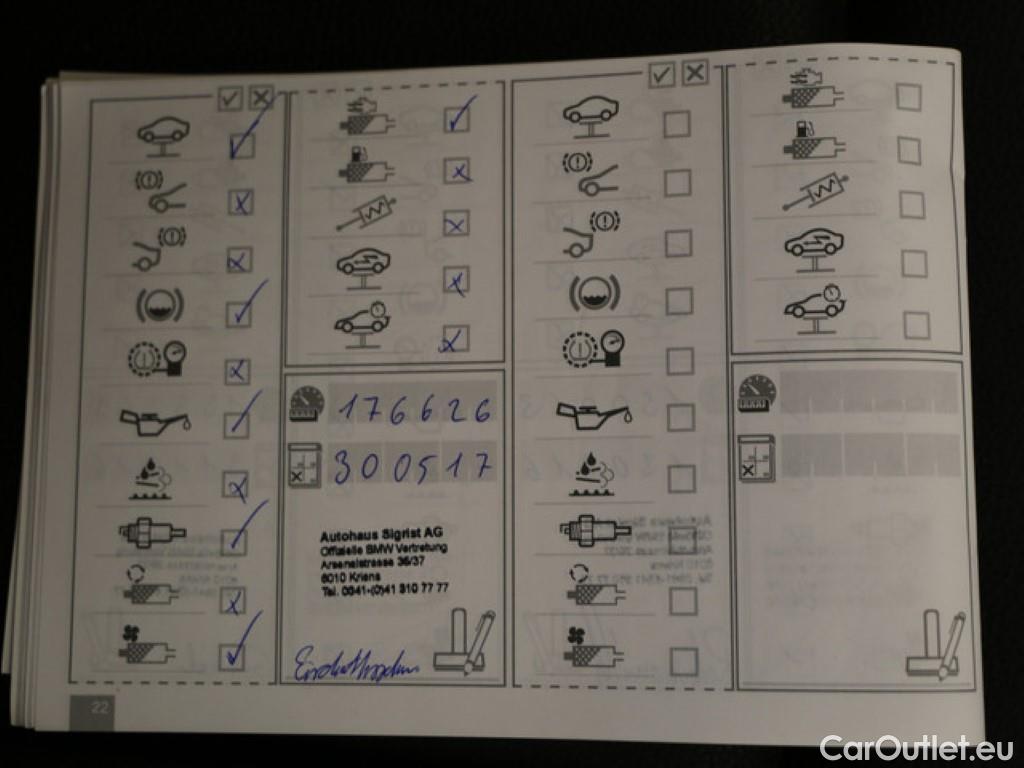 176626
300517
Autohaus Sigrist AG
Offizielle BMW Vertretung
Arsenalstrasse 35/37
6010 Kriens
Tel. 0041-(0)41 310 77 77
22
CarOutlet.eu